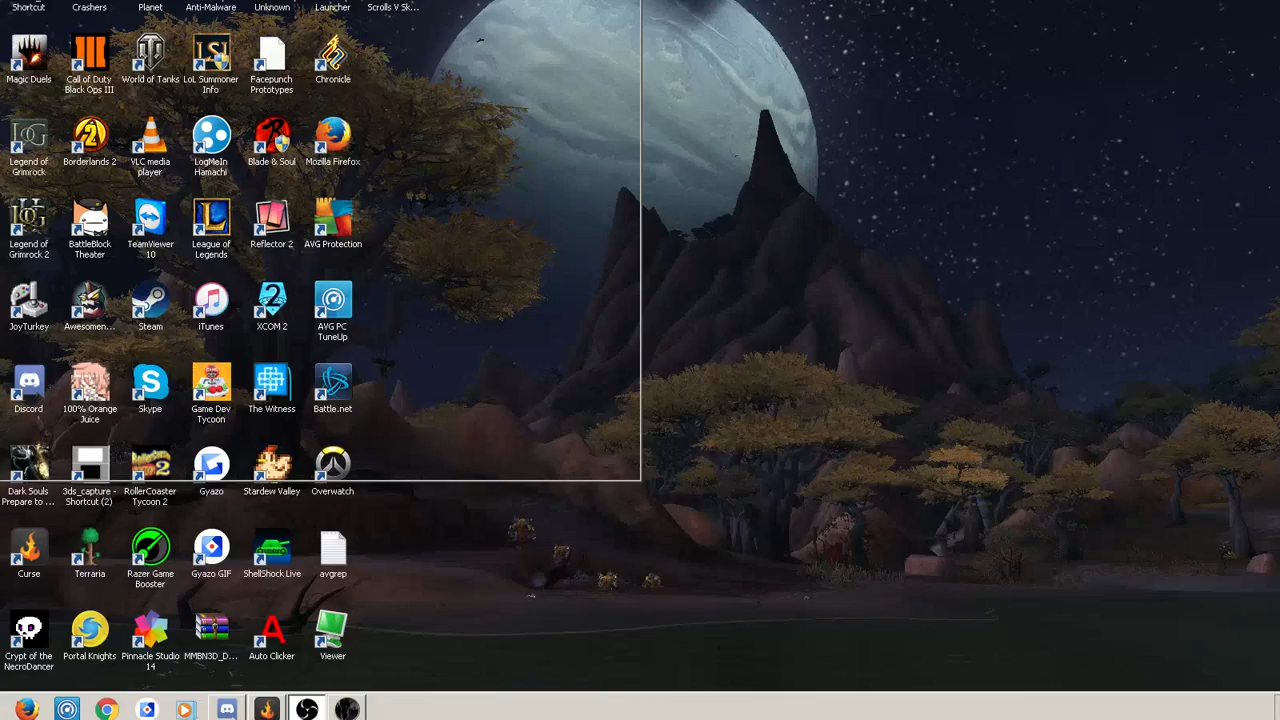 Shortcut Crashers Planet Anti-Malware Unknown Launcher Scrolls V Sk...
Magic Duels Call of Duty Black Ops III World of Tanks LoL Summoner Info Facepunch Prototypes Chronicle
Legend of Grimrock Borderlands 2 VLC media player LogMeIn Hamachi Blade & Soul Mozilla Firefox
Legend of Grimrock 2 BattleBlock Theater TeamViewer 10 League of Legends Reflector 2 AVG Protection
JoyTurkey Awesomen... Steam iTunes XCOM 2 AVG PC TuneUp
Discord 100% Orange Juice Skype Game Dev Tycoon The Witness Battle.net
Dark Souls Prepare to ... 3ds_capture - Shortcut (2) RollerCoaster Tycoon 2 Gyazo Stardew Valley Overwatch
Curse Terraria Razer Game Booster Gyazo GIF ShellShock Live avgrep
Crypt of the NecroDancer Portal Knights Pinnacle Studio 14 MMBN3D_D... Auto Clicker Viewer